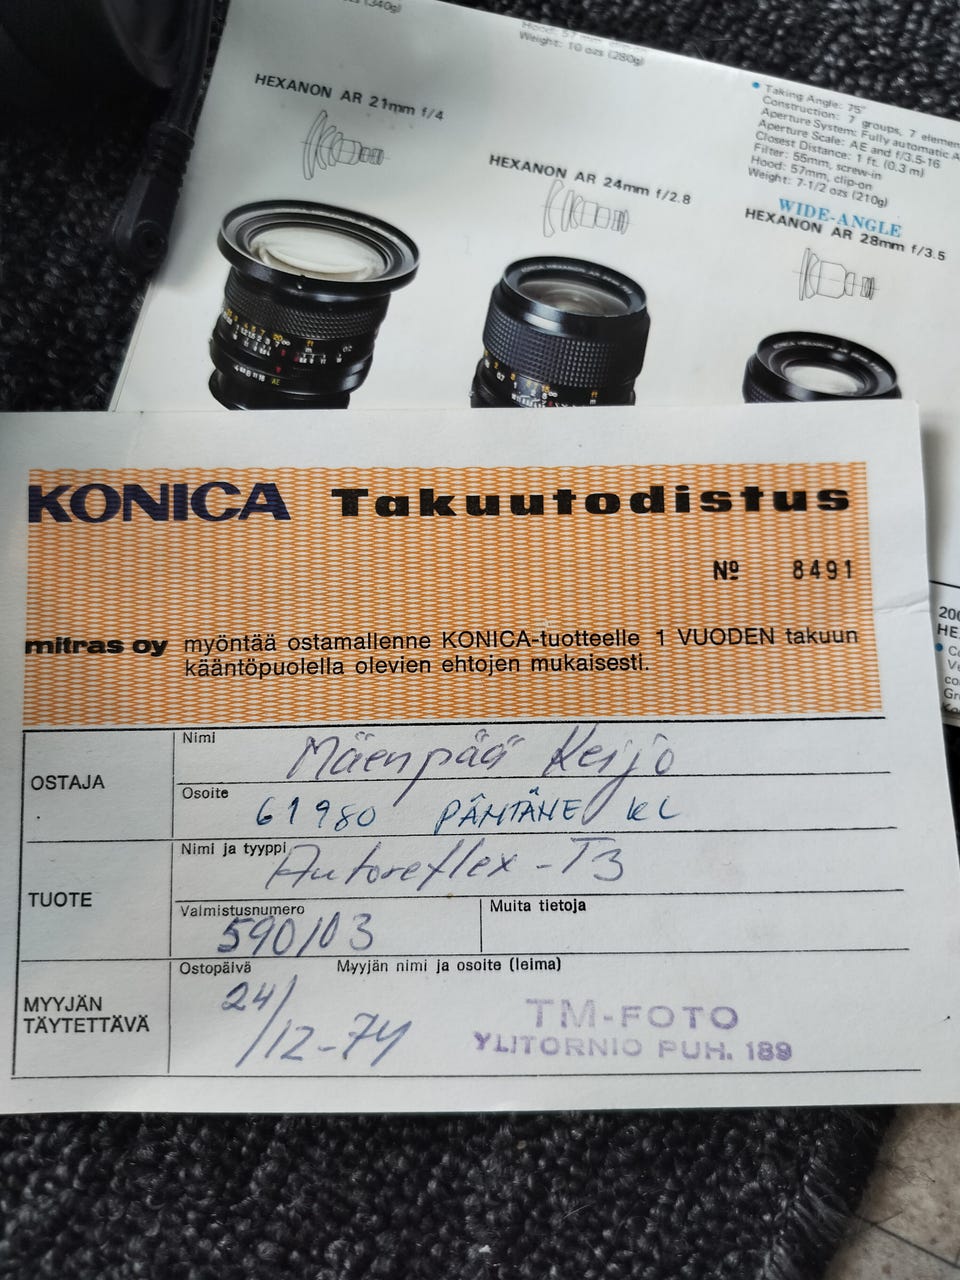 Weight: 10 ozs (280g)
HEXANON AR 21mm f/4
HEXANON AR 24mm f/2.8
• Taking Angle: 75°
Construction: 7 groups, 7 elemen
Aperture System: Fully automatic A
Aperture Scale: AE and f/3.5-16
Closest Distance: 1 ft. (0.3 m)
Filter: 55mm, screw-in
Hood: 57mm, clip-on
Weight: 7-1/2 ozs (210g)
WIDE-ANGLE
HEXANON AR 28mm f/3.5
KONICA Takuutodistus
Nº 8491
mitras oy myöntää ostamallenne KONICA-tuotteelle 1 VUODEN takuun
kääntöpuolella olevien ehtojen mukaisesti.
OSTAJA
Nimi
Mäenpää Keijo
Osoite
61980 PÄNTÄNE KL
TUOTE
Nimi ja tyyppi
Autoreflex-T3
Valmistusnumero
590103
Muita tietoja
MYYJÄN
TÄYTETTÄVÄ
Ostopäivä
24/12-74
Myyjän nimi ja osoite (leima)
TM-FOTO
YLITORNIO PUH. 189